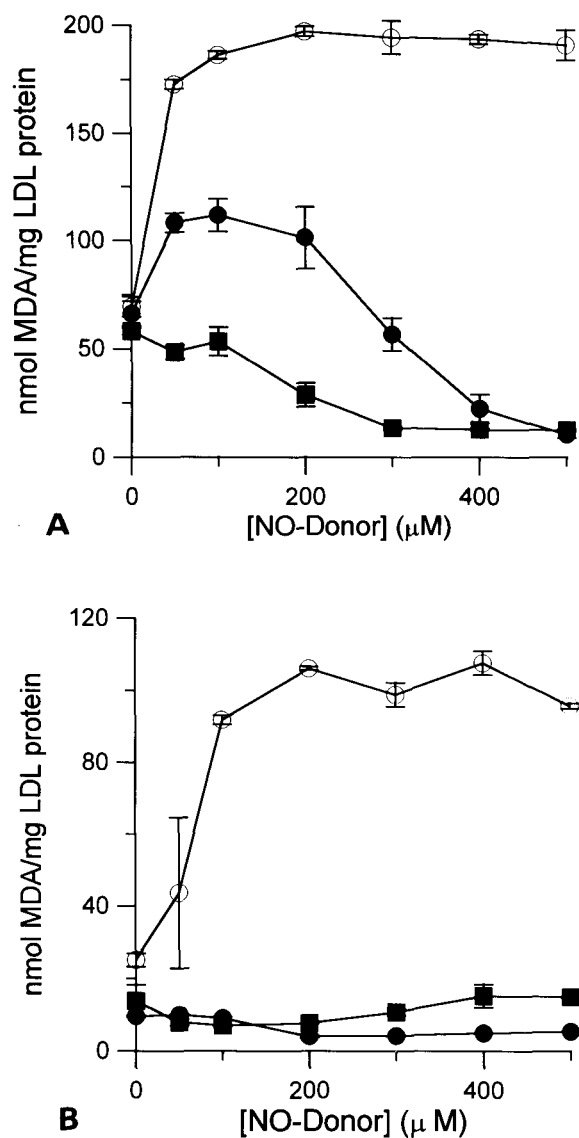 200
150
100
50
0
nmol MDA/mg LDL protein
0
200
400
A
[NO-Donor] (μM)
120
80
40
0
nmol MDA/mg LDL protein
0
200
400
B
[NO-Donor] (μ M)